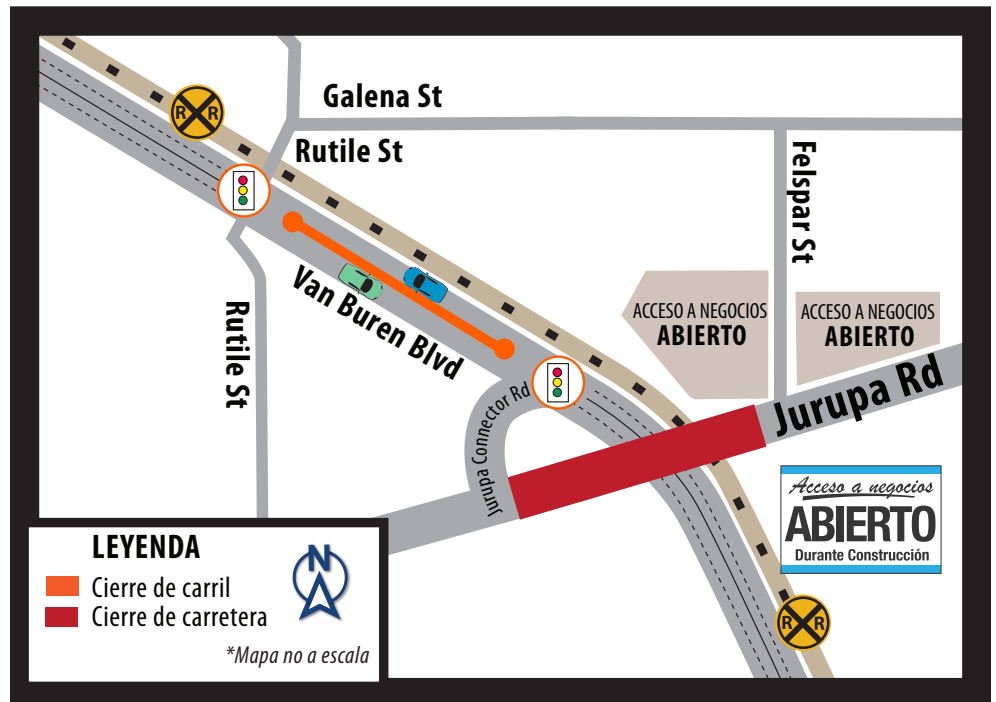 R R
Galena St
Rutile St
Felspar St
Van Buren Blvd
Rutile St
ACCESO A NEGOCIOS
ABIERTO
ACCESO A NEGOCIOS
ABIERTO
Jurupa Rd
Jurupa Connector Rd
Acceso a negocios
ABIERTO
Durante Construcción
R R
LEYENDA
N
Cierre de carril
Cierre de carretera
*Mapa no a escala